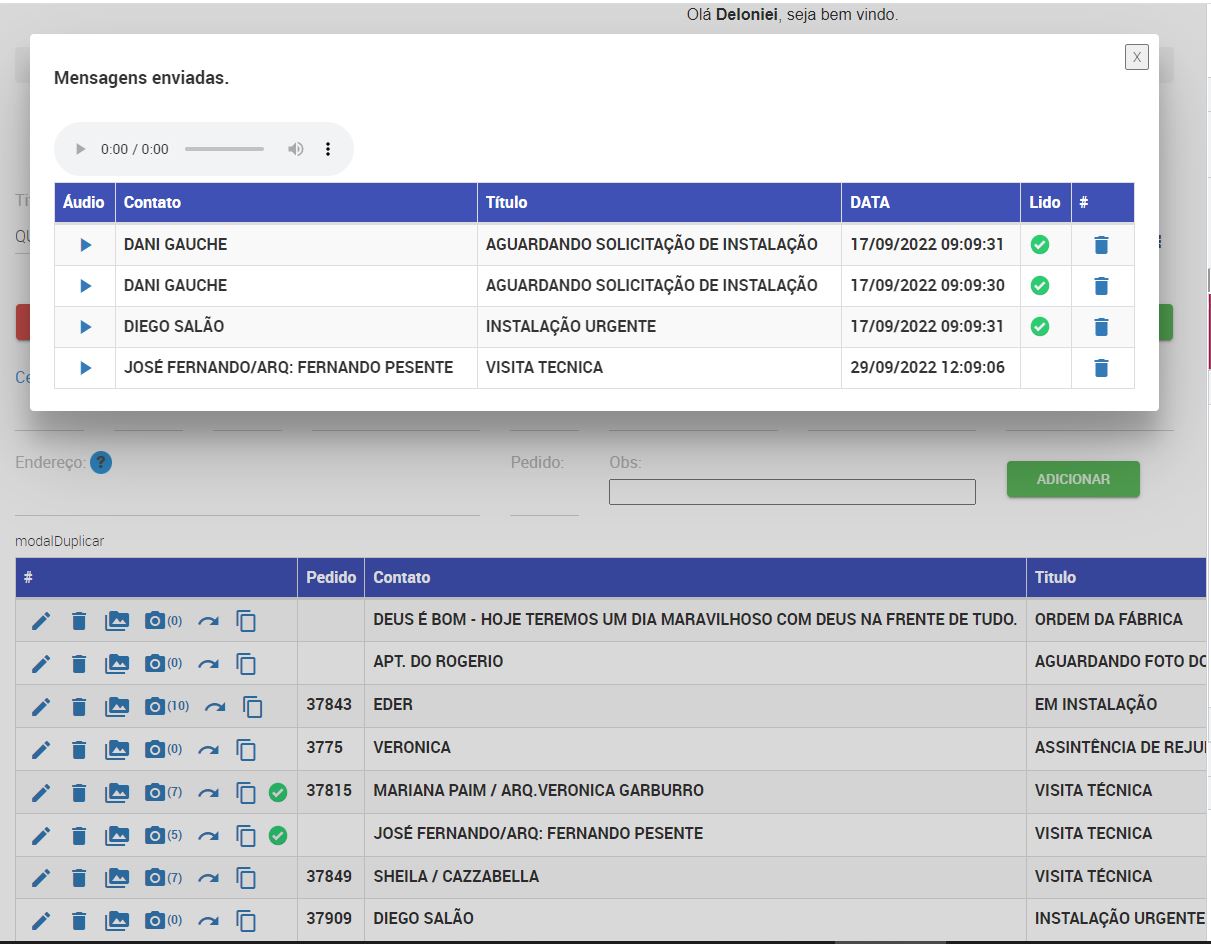 Olá Deloniei, seja bem vindo.
X
Mensagens enviadas.
0:00 / 0:00
Áudio Contato Título DATA Lido #
DANI GAUCHE AGUARDANDO SOLICITAÇÃO DE INSTALAÇÃO 17/09/2022 09:09:31
DANI GAUCHE AGUARDANDO SOLICITAÇÃO DE INSTALAÇÃO 17/09/2022 09:09:30
DIEGO SALÃO INSTALAÇÃO URGENTE 17/09/2022 09:09:31
JOSÉ FERNANDO/ARQ: FERNANDO PESENTE VISITA TECNICA 29/09/2022 12:09:06
Endereço: ? Pedido: Obs:
ADICIONAR
modalDuplicar
# Pedido Contato Titulo
(0) DEUS É BOM - HOJE TEREMOS UM DIA MARAVILHOSO COM DEUS NA FRENTE DE TUDO. ORDEM DA FÁBRICA
(0) APT. DO ROGERIO AGUARDANDO FOTO DO
(10) 37843 EDER EM INSTALAÇÃO
(0) 3775 VERONICA ASSINTÊNCIA DE REJU
(7) 37815 MARIANA PAIM / ARQ.VERONICA GARBURRO VISITA TÉCNICA
(5) JOSÉ FERNANDO/ARQ: FERNANDO PESENTE VISITA TECNICA
(7) 37849 SHEILA / CAZZABELLA VISITA TÉCNICA
(0) 37909 DIEGO SALÃO INSTALAÇÃO URGENTE